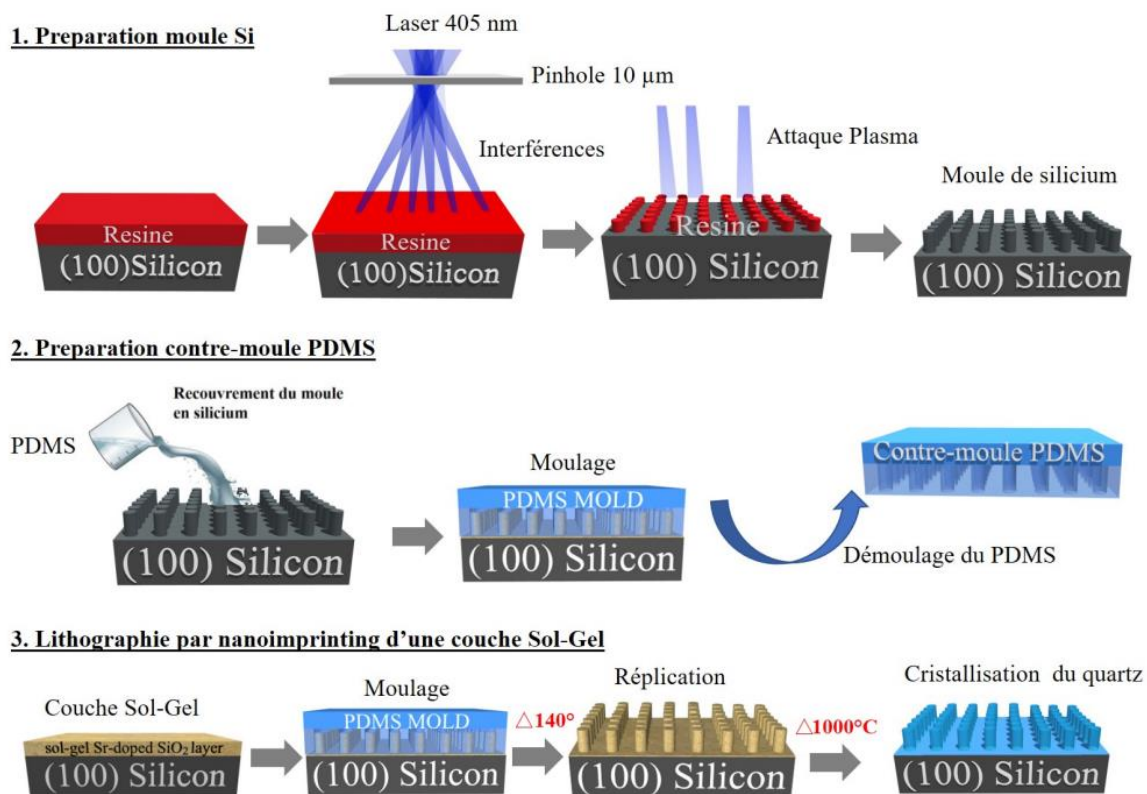 1. Preparation moule Si
Laser 405 nm
Pinhole 10 µm
Interférences
Attaque Plasma
Moule de silicium
Resine
(100)Silicon
Resine
(100)Silicon
Resine
(100) Silicon
(100) Silicon
2. Preparation contre-moule PDMS
Recouvrement du moule
en silicium
PDMS
(100) Silicon
Moulage
PDMS MOLD
(100) Silicon
Contre-moule PDMS
Démoulage du PDMS
3. Lithographie par nanoimprinting d’une couche Sol-Gel
Couche Sol-Gel
sol-gel Sr-doped SiO₂ layer
(100) Silicon
Moulage
PDMS MOLD
(100) Silicon
△140°
Réplication
(100) Silicon
△1000°C
Cristallisation du quartz
(100) Silicon